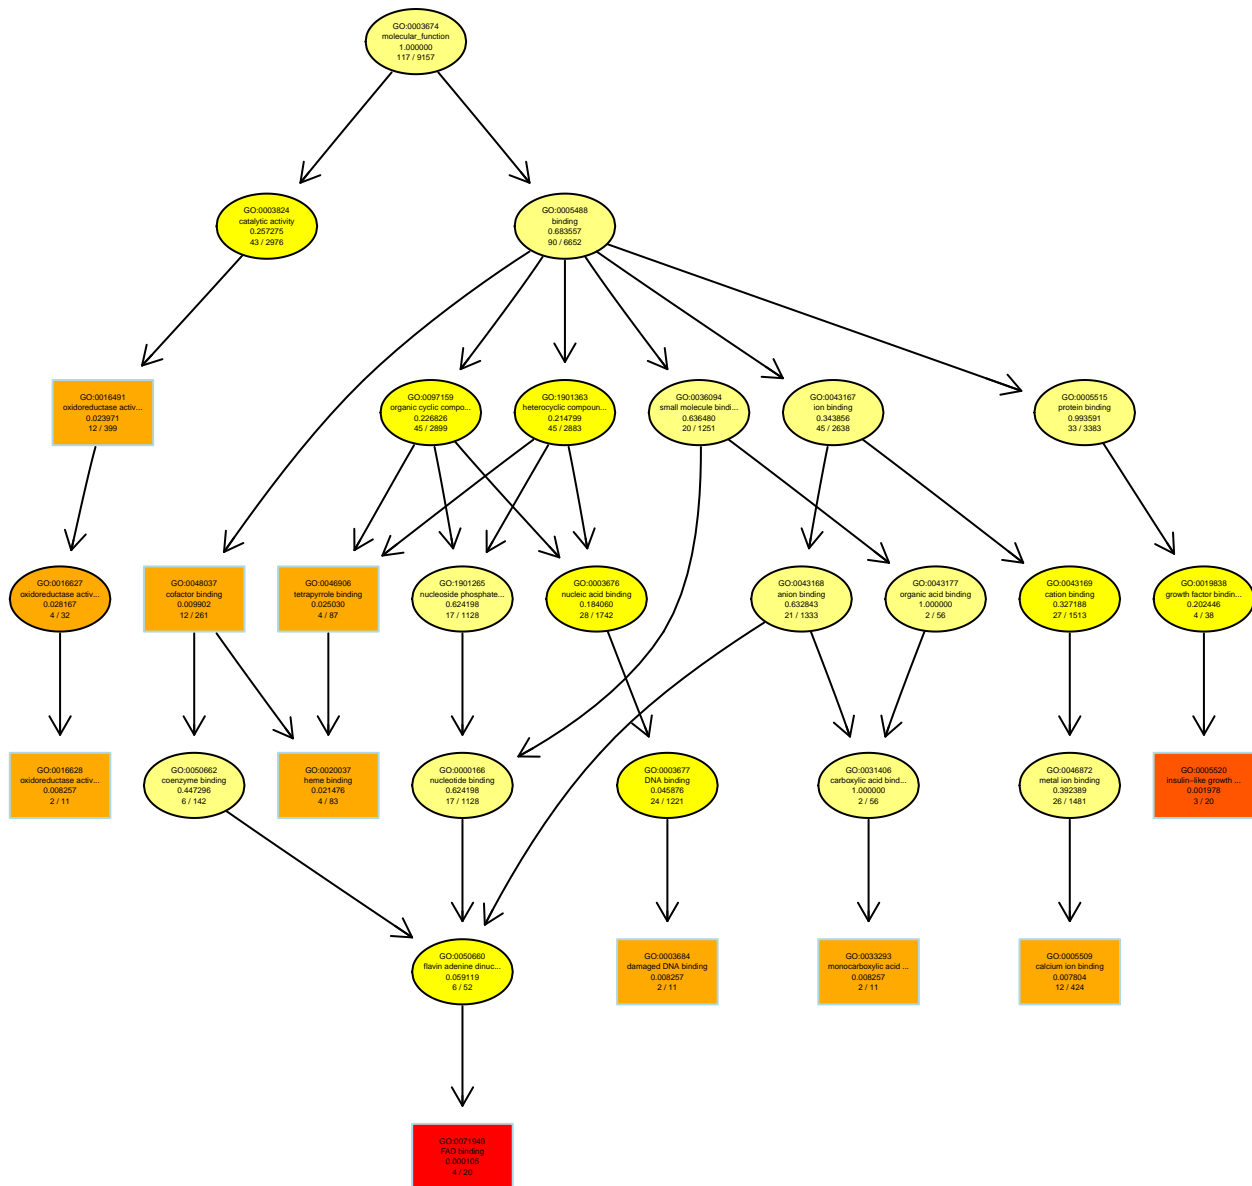 GO:0003674
molecular_function
1.000000
117 / 9157
GO:0003824
catalytic activity
0.257275
43 / 2976
GO:0005488
binding
0.683557
90 / 6652
GO:0016491
oxidoreductase activ...
0.023971
12 / 399
GO:0097159
organic cyclic compo...
0.226826
45 / 2899
GO:1901363
heterocyclic compoun...
0.214799
45 / 2883
GO:0036094
small molecule bindi...
0.636480
20 / 1251
GO:0043167
ion binding
0.343856
45 / 2638
GO:0005515
protein binding
0.993591
33 / 3383
GO:0016627
oxidoreductase activ...
0.028167
4 / 32
GO:0048037
cofactor binding
0.009902
12 / 261
GO:0046906
tetrapyrrole binding
0.025030
4 / 87
GO:1901265
nucleoside phosphate...
0.624198
17 / 1128
GO:0003676
nucleic acid binding
0.184060
28 / 1742
GO:0043168
anion binding
0.632843
21 / 1333
GO:0043177
organic acid binding
1.000000
2 / 56
GO:0043169
cation binding
0.327188
27 / 1513
GO:0019838
growth factor bindin...
0.202446
4 / 38
GO:0016628
oxidoreductase activ...
0.008257
2 / 11
GO:0050662
coenzyme binding
0.447296
6 / 142
GO:0020037
heme binding
0.021476
4 / 83
GO:0000166
nucleotide binding
0.624198
17 / 1128
GO:0003677
DNA binding
0.045876
24 / 1221
GO:0031406
carboxylic acid bind...
1.000000
2 / 56
GO:0046872
metal ion binding
0.392389
26 / 1481
GO:0005520
insulin−like growth ...
0.001978
3 / 20
GO:0050660
flavin adenine dinuc...
0.059119
6 / 52
GO:0003684
damaged DNA binding
0.008257
2 / 11
GO:0033293
monocarboxylic acid ...
0.008257
2 / 11
GO:0005509
calcium ion binding
0.007804
12 / 424
GO:0071949
FAD binding
0.000105
4 / 20